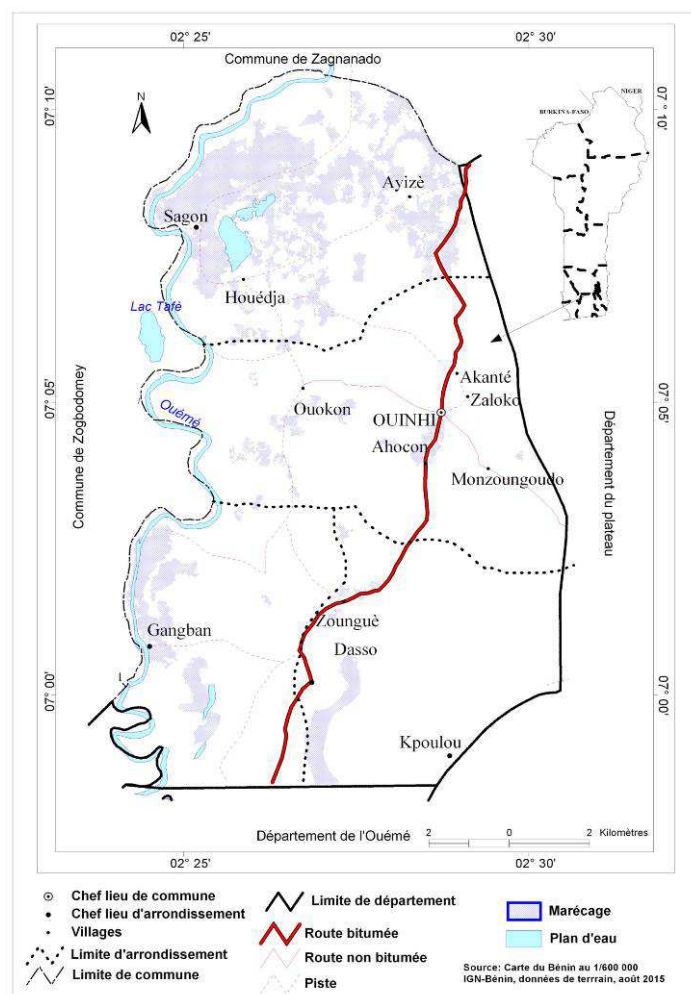 02° 25'
02° 30'
Commune de Zagnanado
07° 10'
07° 10
N
NIGER
BURKINA-FASO
Ayizè
Sagon
Houédja
Lac Tafè
Akanté
Zaloko
Ouokon
OUINHI
Ahocon
Ouémé
07° 05'
07° 05'
Commune de Zogbodomey
Monzoungoudo
Département du plateau
Zounguè
Gangban
Dasso
07° 00'
07° 00'
Kpoulou
Département de l'Ouémé
2 0 2 Kilomètres
02° 25'
02° 30'
Chef lieu de commune
Chef lieu d'arrondissement
Villages
Limite d'arrondissement
Limite de commune
Limite de département
Route bitumée
Route non bitumée
Piste
Marécage
Plan d'eau
Source: Carte du Bénin au 1/600 000
IGN-Bénin, données de terrrain, août 2015